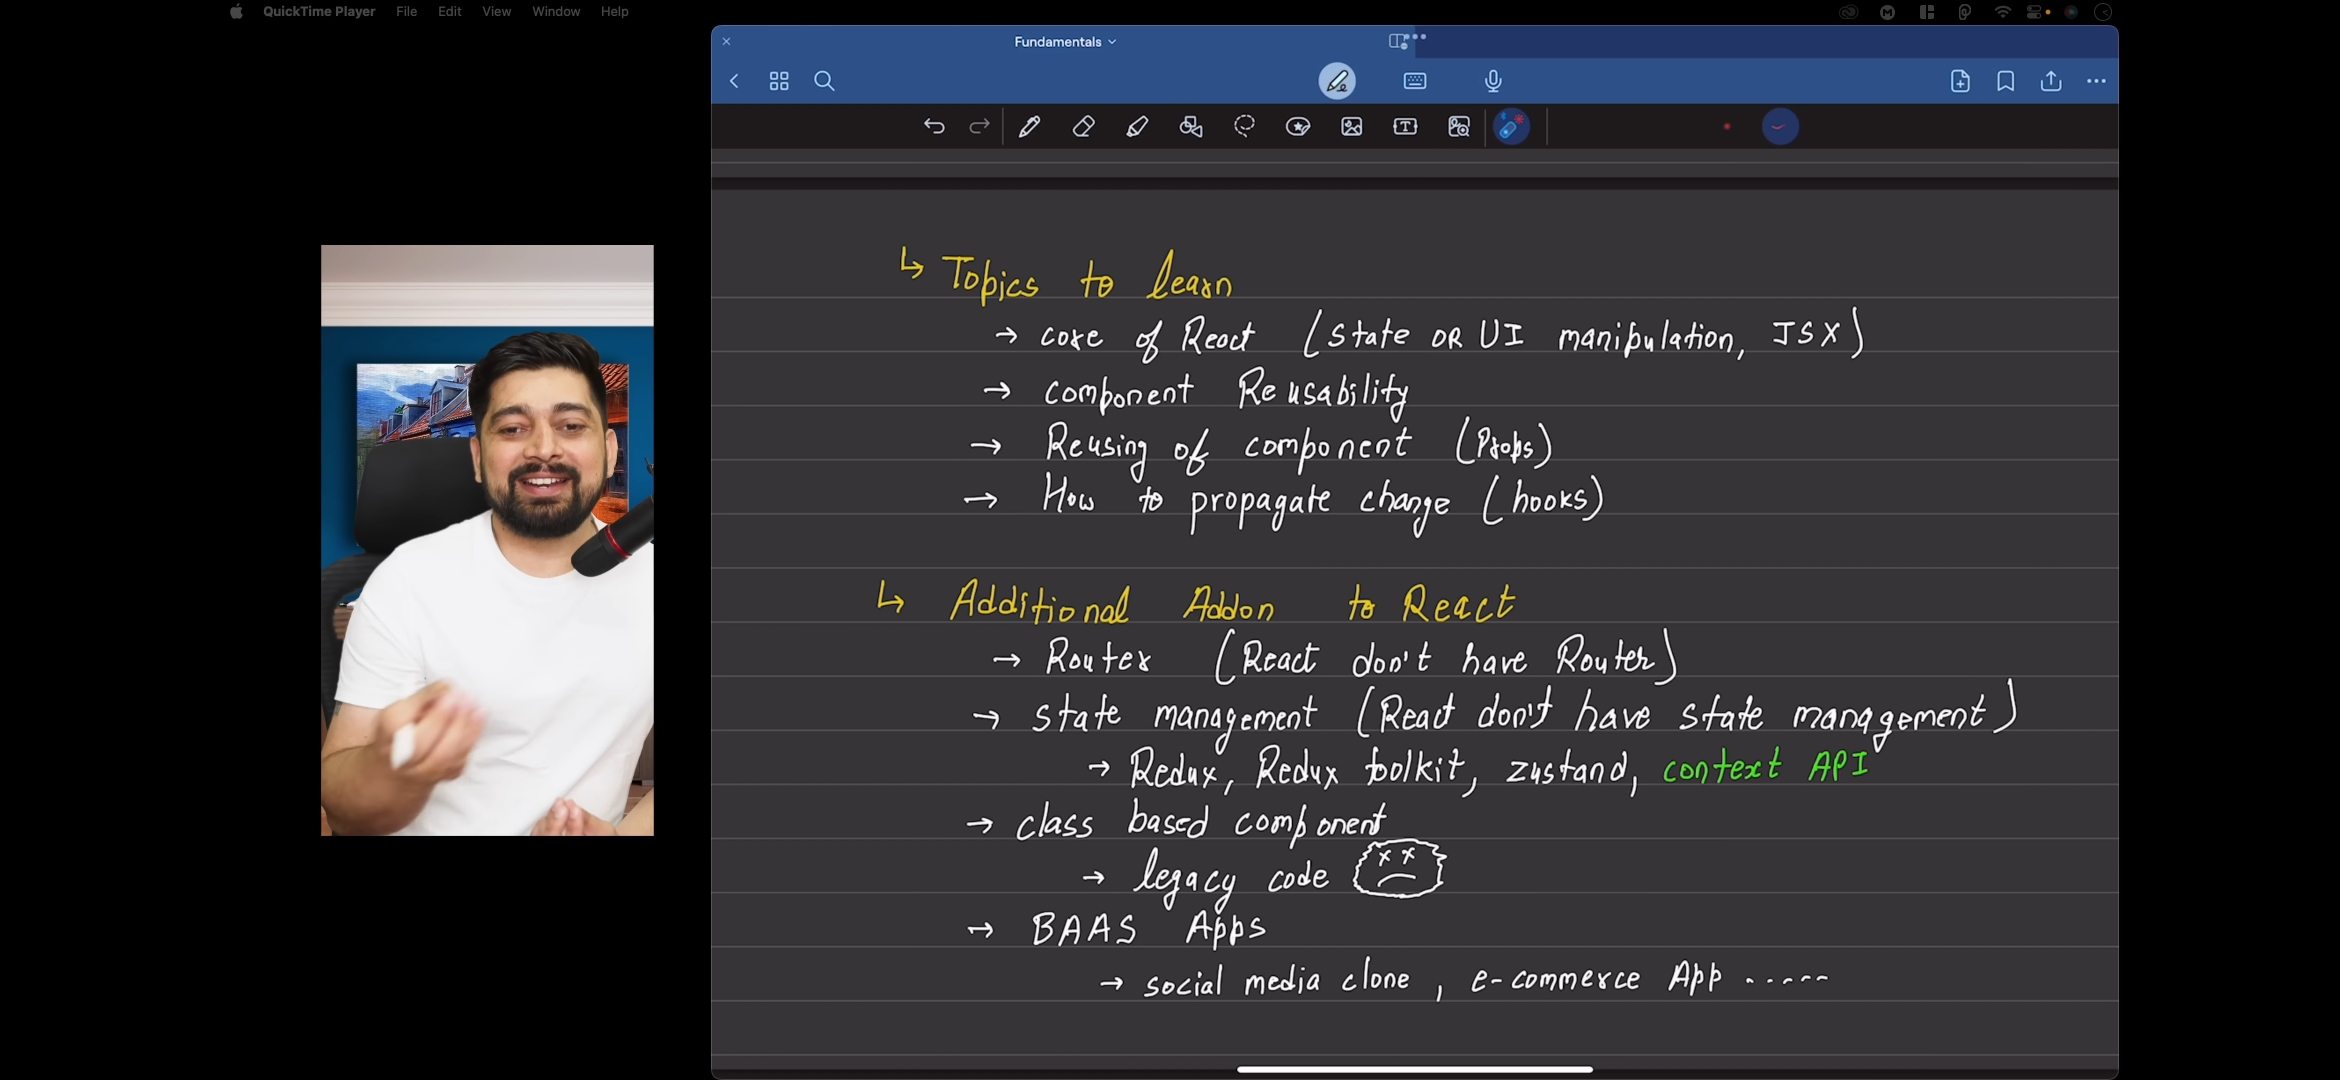 QuickTime Player File Edit View Window Help
Fundamentals
↳ Topics to learn
→ core of React (state OR UI manipulation, JSX)
→ component Reusability
→ Reusing of component (Props)
→ How to propagate change (hooks)
↳ Additional Addon to React
→ Router (React don't have Router)
→ state management (React don't have state management)
→ Redux, Redux toolkit, zustand, context API
→ class based component
→ legacy code
→ BAAS Apps
→ social media clone, e-commerce App .....